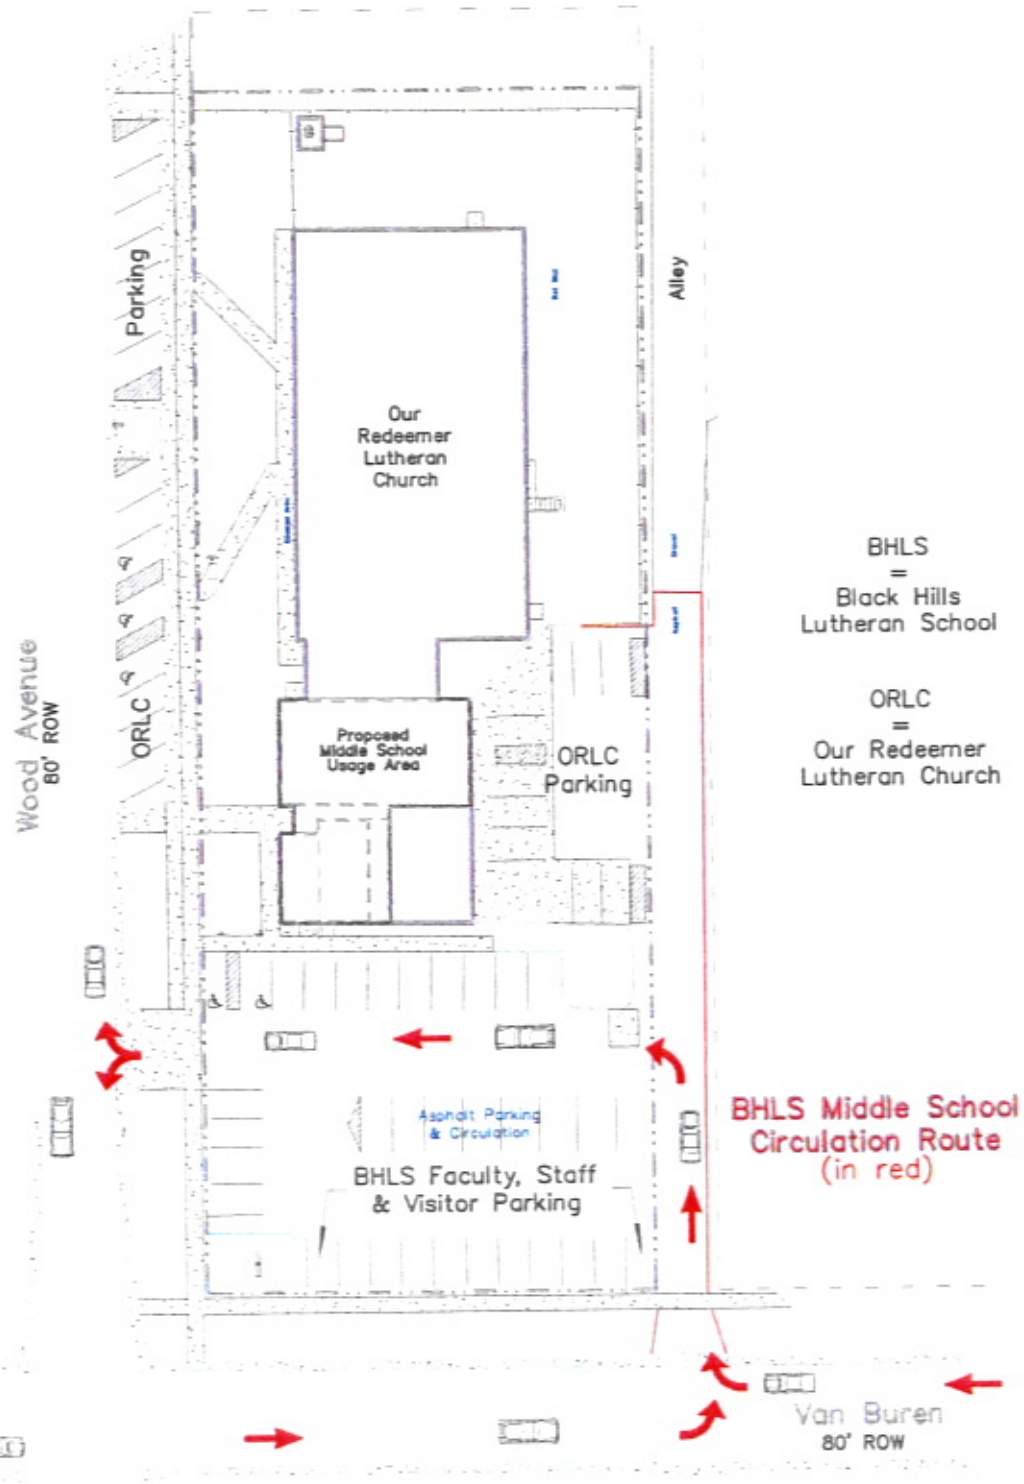 Parking
Alley
Our
Redeemer
Lutheran
Church
BHLS
=
Black Hills
Lutheran School
ORLC
=
Our Redeemer
Lutheran Church
Wood Avenue
80' ROW
ORLC
Proposed
Middle School
Usage Area
ORLC
Parking
Gravel
Asphalt
Asphalt Parking
& Circulation
BHLS Faculty, Staff
& Visitor Parking
BHLS Middle School
Circulation Route
(in red)
Van Buren
80' ROW